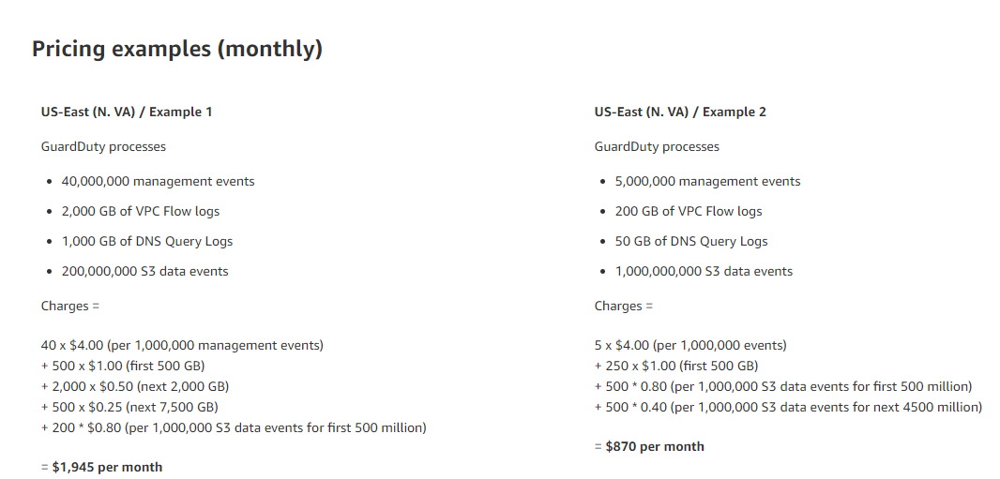 Pricing examples (monthly)
US-East (N. VA) / Example 1
GuardDuty processes
• 40,000,000 management events
• 2,000 GB of VPC Flow logs
• 1,000 GB of DNS Query Logs
• 200,000,000 S3 data events
Charges =
40 x $4.00 (per 1,000,000 management events)
+ 500 x $1.00 (first 500 GB)
+ 2,000 x $0.50 (next 2,000 GB)
+ 500 x $0.25 (next 7,500 GB)
+ 200 * $0.80 (per 1,000,000 S3 data events for first 500 million)
= $1,945 per month
US-East (N. VA) / Example 2
GuardDuty processes
• 5,000,000 management events
• 200 GB of VPC Flow logs
• 50 GB of DNS Query Logs
• 1,000,000,000 S3 data events
Charges =
5 x $4.00 (per 1,000,000 events)
+ 250 x $1.00 (first 500 GB)
+ 500 * 0.80 (per 1,000,000 S3 data events for first 500 million)
+ 500 * 0.40 (per 1,000,000 S3 data events for next 4500 million)
= $870 per month